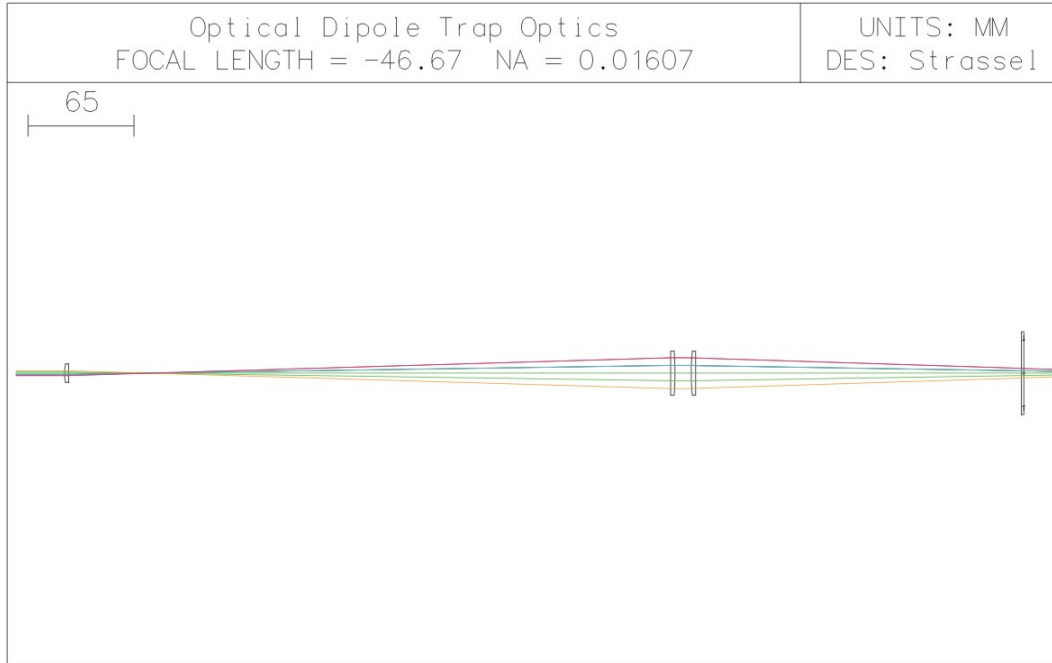 Optical Dipole Trap Optics
FOCAL LENGTH = -46.67 NA = 0.01607
UNITS: MM
DES: Strassel
65